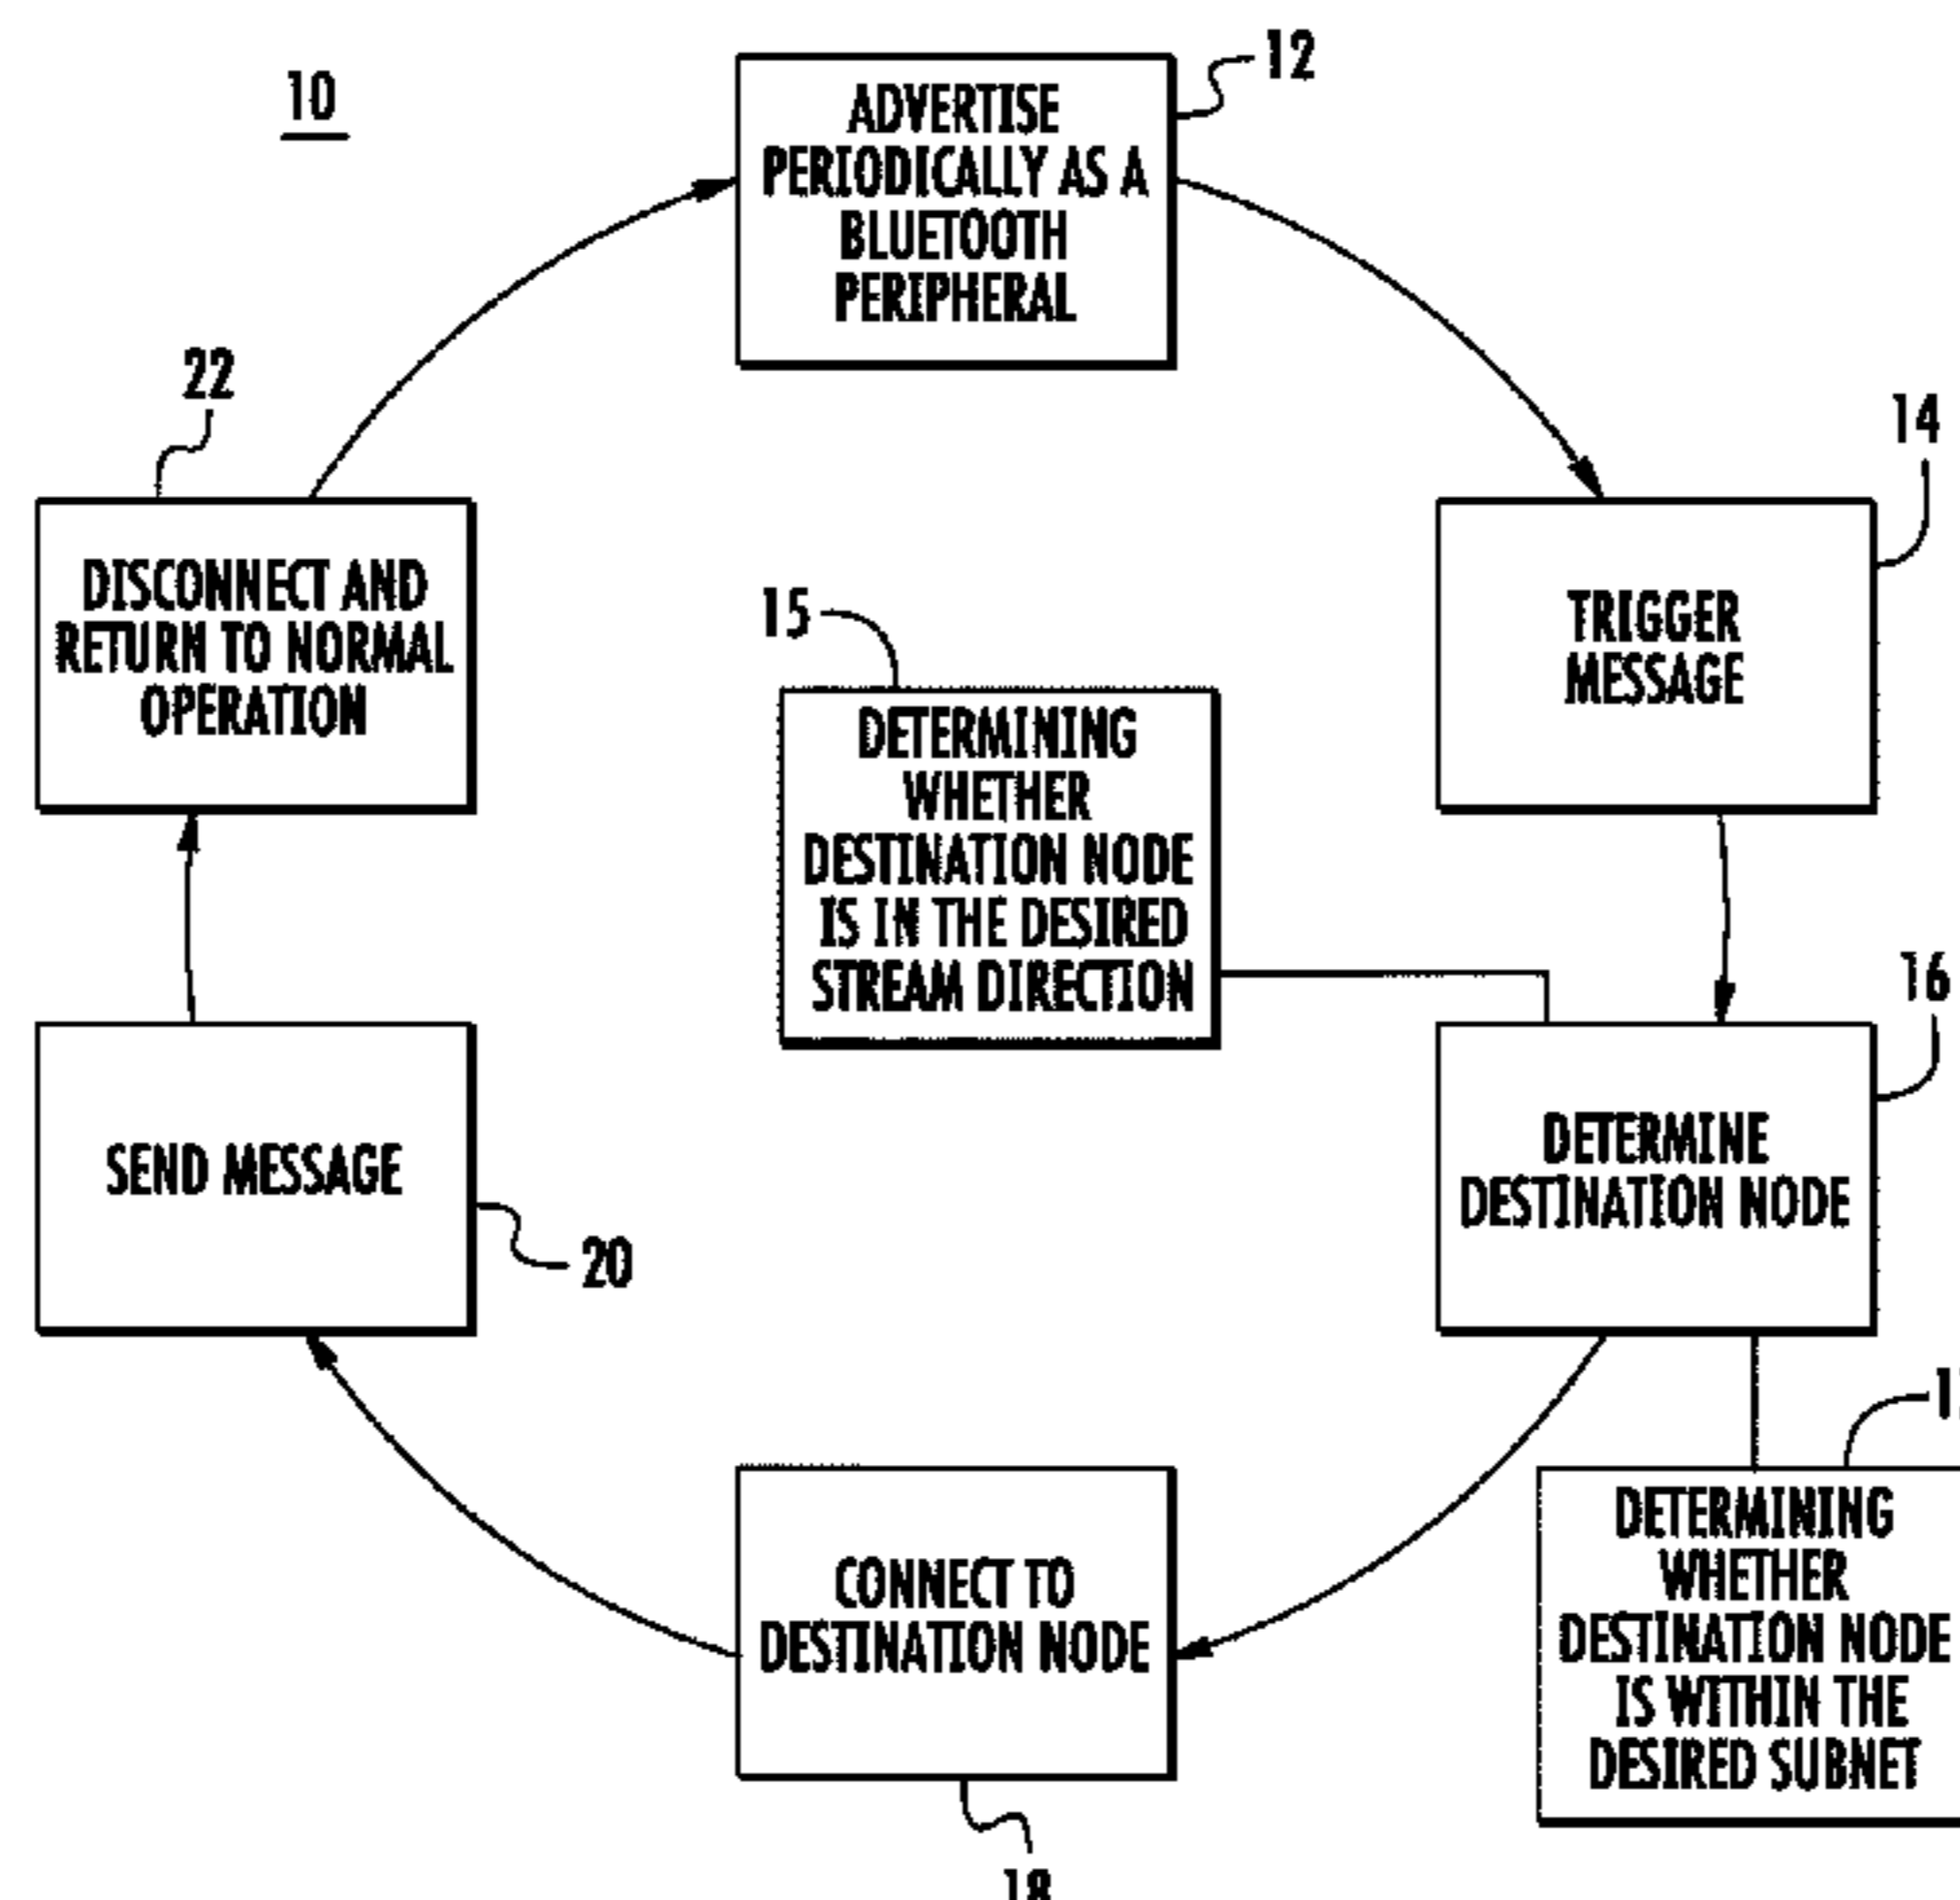 10
12
ADVERTISE
PERIODICALLY AS A
BLUETOOTH
PERIPHERAL
22
14
DISCONNECT AND
RETURN TO NORMAL
OPERATION
15
TRIGGER
MESSAGE
DETERMINING
WHETHER
DESTINATION NODE
IS IN THE DESIRED
STREAM DIRECTION
16
SEND MESSAGE
20
DETERMINE
DESTINATION NODE
CONNECT TO
DESTINATION NODE
18
DETERMINING
WHETHER
DESTINATION NODE
IS WITHIN THE
DESIRED SUBNET